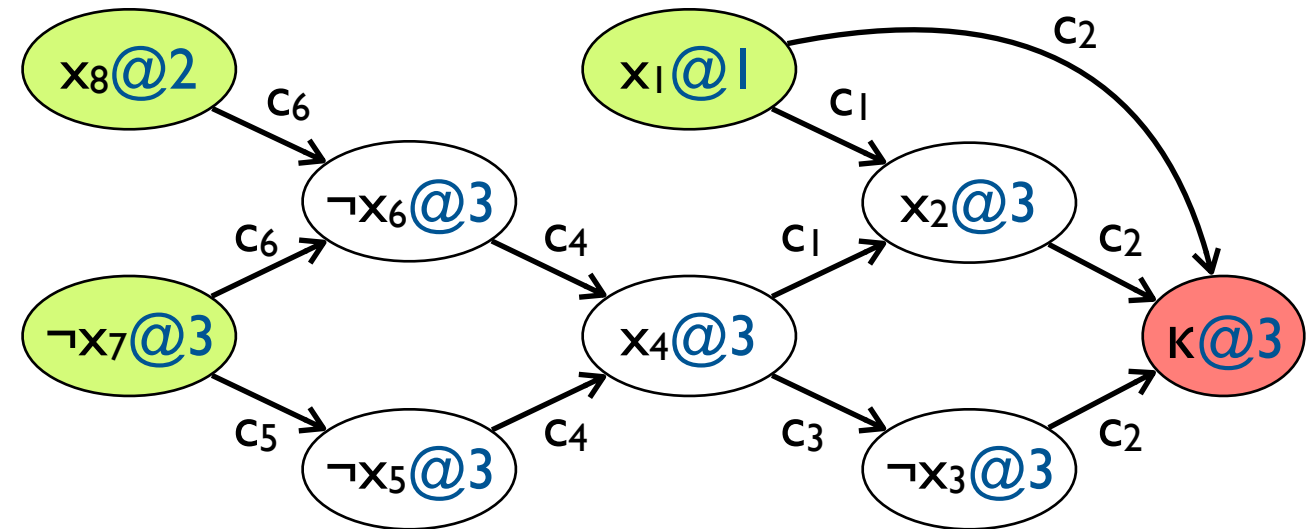 x₈@2
x₁@1
c₂
c₆
c₁
¬x₆@3
x₂@3
c₆
c₄
c₁
c₂
¬x₇@3
x₄@3
κ@3
c₅
c₄
c₃
c₂
¬x₅@3
¬x₃@3